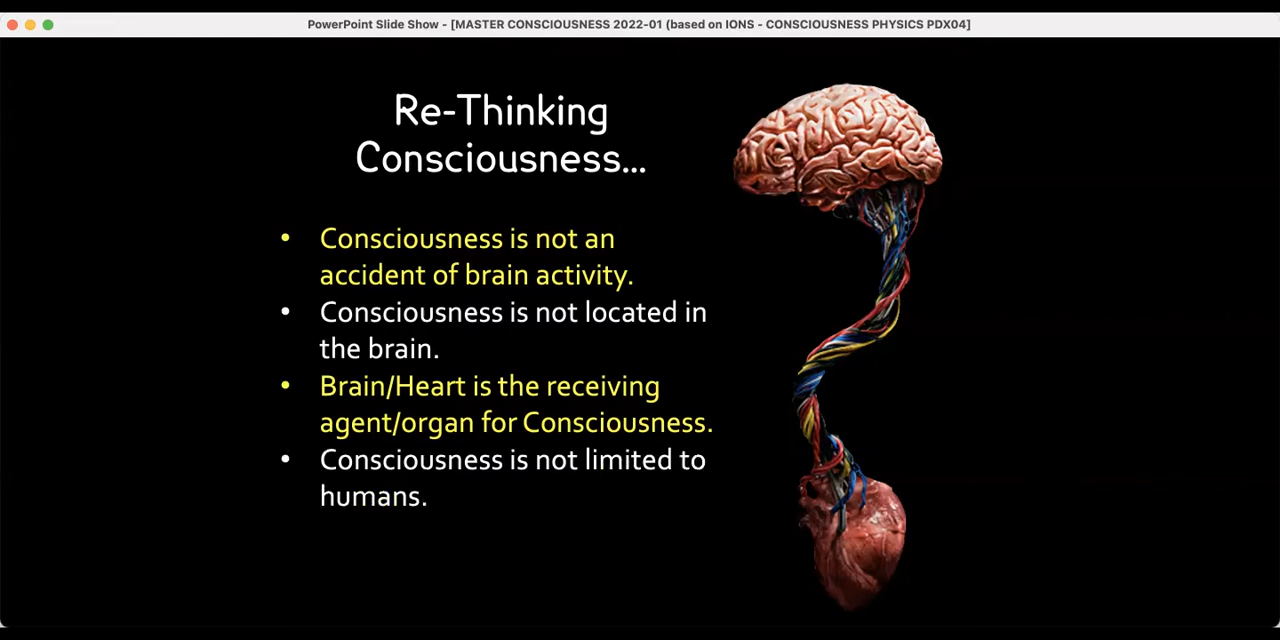 PowerPoint Slide Show - [MASTER CONSCIOUSNESS 2022-01 (based on IONS - CONSCIOUSNESS PHYSICS PDX04]
Re-Thinking
Consciousness...
• Consciousness is not an
accident of brain activity.
• Consciousness is not located in
the brain.
• Brain/Heart is the receiving
agent/organ for Consciousness.
• Consciousness is not limited to
humans.